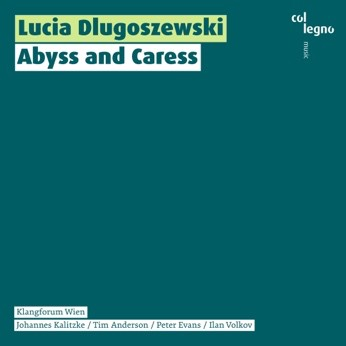 Lucia Dlugoszewski
Abyss and Caress
col
legno
music
Klangforum Wien
Johannes Kalitzke / Tim Anderson / Peter Evans / Ilan Volkov